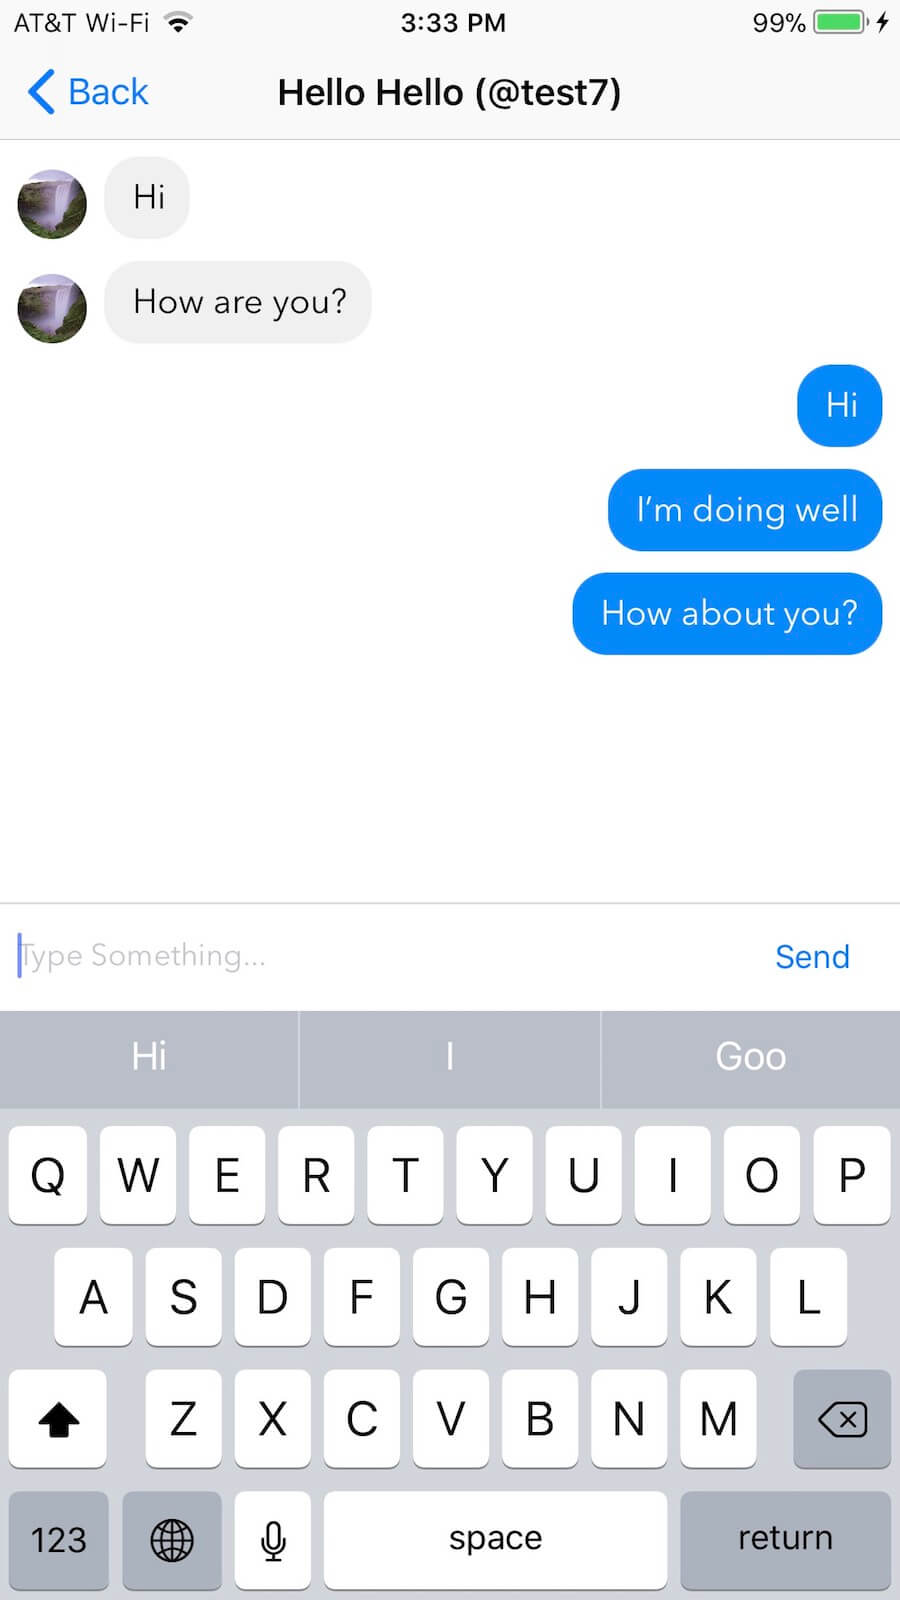 AT&T Wi-Fi 3:33 PM 99%
Back Hello Hello (@test7)
Hi
How are you?
Hi
I’m doing well
How about you?
Type Something... Send
Hi I Goo
Q W E R T Y U I O P
A S D F G H J K L
Z X C V B N M
123 space return